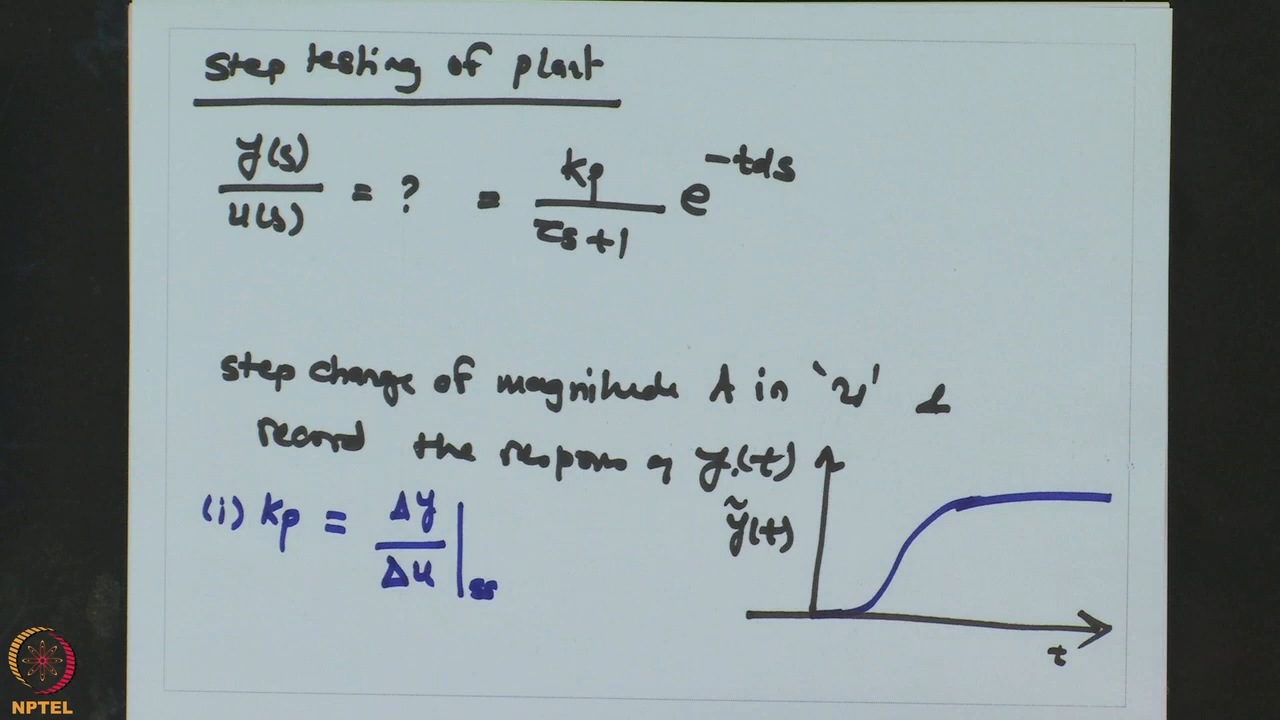 step testing of plant
y(s)/u(s) = ? = kp/(τs+1) e^-tds
step change of magnitude A in 'u' &
record the response of y(t)
(i) kp = Δy/Δu |ss
ỹ(t)
t
NPTEL